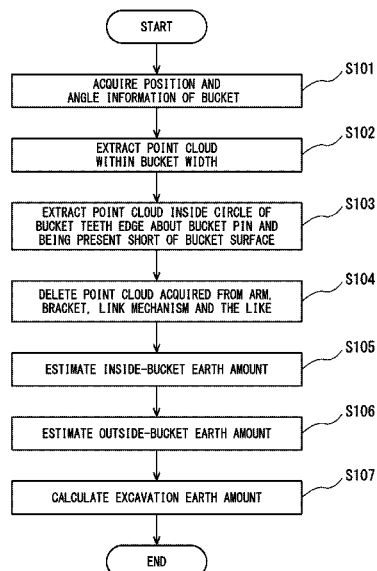 START
ACQUIRE POSITION AND
ANGLE INFORMATION OF BUCKET
S101
EXTRACT POINT CLOUD
WITHIN BUCKET WIDTH
S102
EXTRACT POINT CLOUD INSIDE CIRCLE OF
BUCKET TEETH EDGE ABOUT BUCKET PIN AND
BEING PRESENT SHORT OF BUCKET SURFACE
S103
DELETE POINT CLOUD ACQUIRED FROM ARM,
BRACKET, LINK MECHANISM AND THE LIKE
S104
ESTIMATE INSIDE-BUCKET EARTH AMOUNT
S105
ESTIMATE OUTSIDE-BUCKET EARTH AMOUNT
S106
CALCULATE EXCAVATION EARTH AMOUNT
S107
END